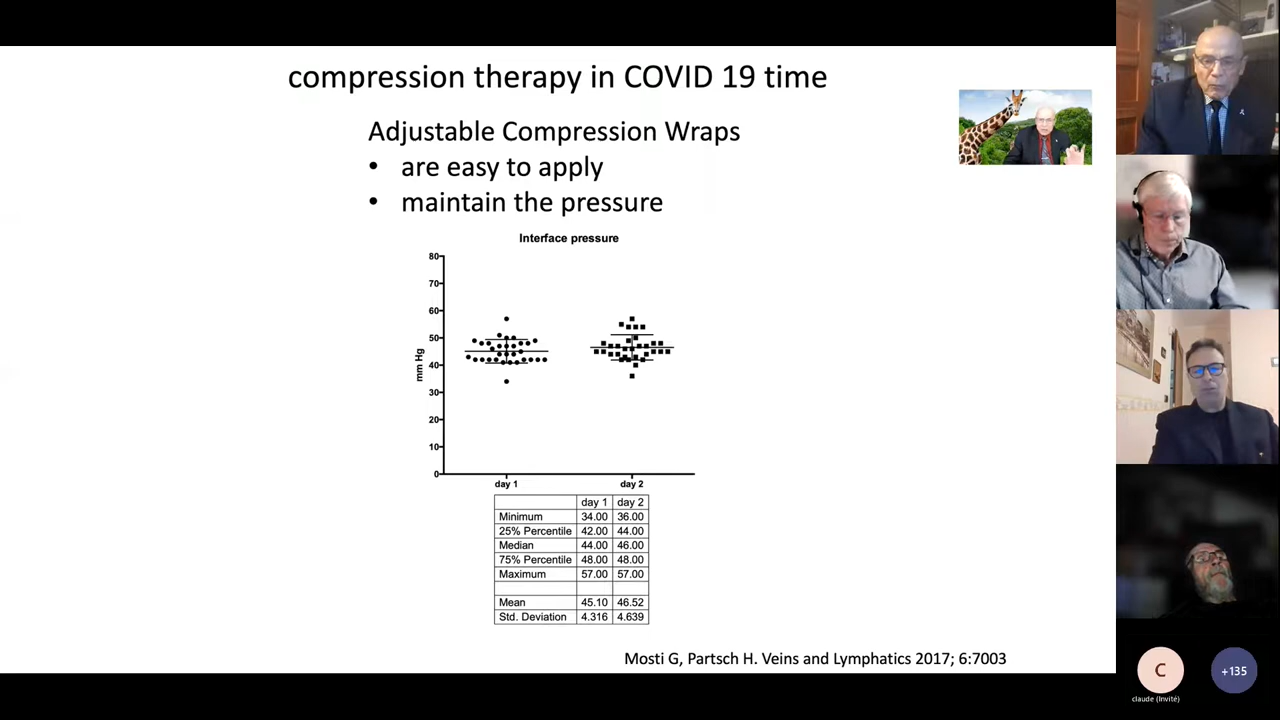 compression therapy in COVID 19 time
Adjustable Compression Wraps
• are easy to apply
• maintain the pressure
Interface pressure
80
70
60
50
40
30
20
10
0
mm Hg
day 1 day 2
day 1 day 2
Minimum 34.00 36.00
25% Percentile 42.00 44.00
Median 44.00 46.00
75% Percentile 48.00 48.00
Maximum 57.00 57.00
Mean 45.10 46.52
Std. Deviation 4.316 4.639
Mosti G, Partsch H. Veins and Lymphatics 2017; 6:7003
C
+135
claude (Invité)